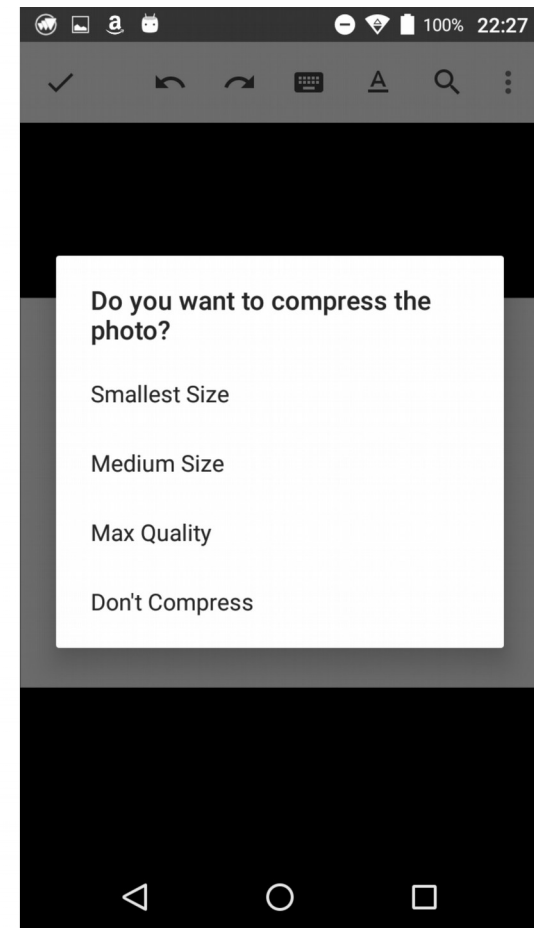 100% 22:27
A
Do you want to compress the
photo?
Smallest Size
Medium Size
Max Quality
Don't Compress